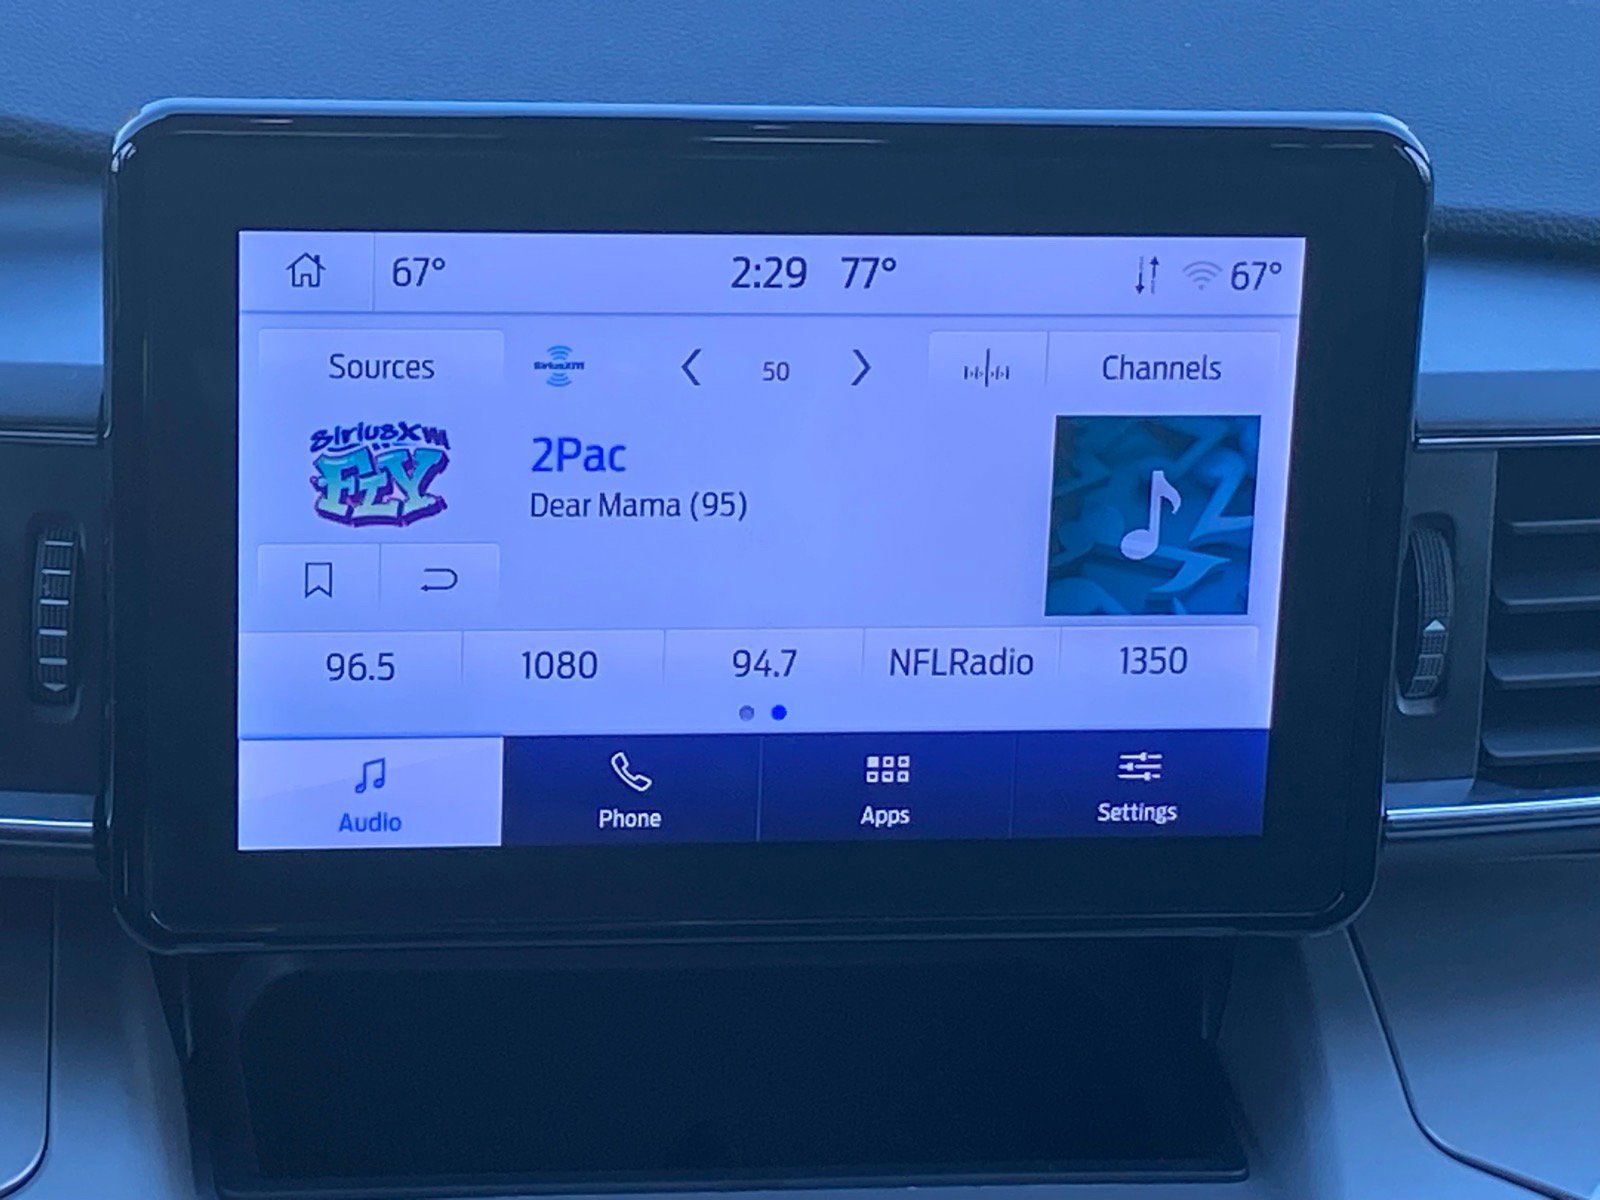 67° 2:29 77° 67°
Sources SiriusXM 50 Channels
SiriusXM
FLY
2Pac
Dear Mama (95)
96.5 1080 94.7 NFLRadio 1350
Audio Phone Apps Settings